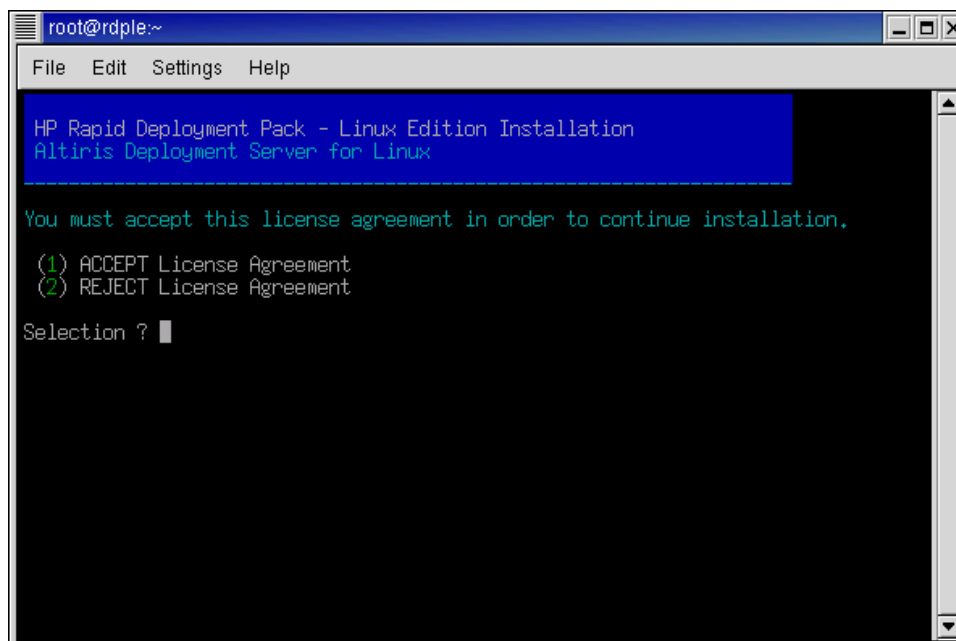 root@rdple:~
File Edit Settings Help
HP Rapid Deployment Pack - Linux Edition Installation
Altiris Deployment Server for Linux
You must accept this license agreement in order to continue installation.
(1) ACCEPT License Agreement
(2) REJECT License Agreement
Selection ?